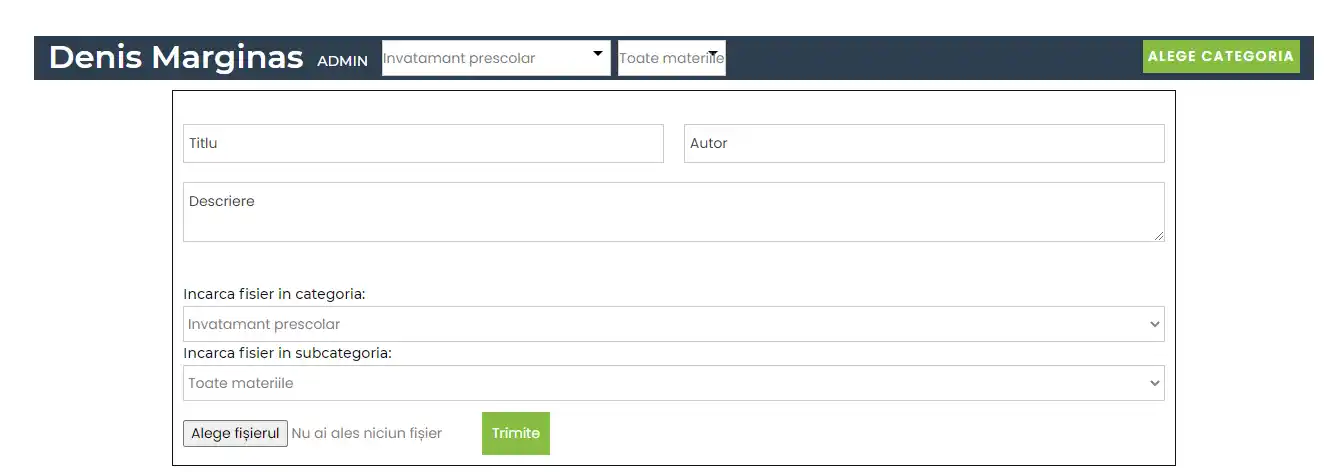 Denis Marginas ADMIN Invatamant prescolar Toate materiile ALEGE CATEGORIA
Titlu Autor
Descriere
Incarca fisier in categoria:
Invatamant prescolar
Incarca fisier in subcategoria:
Toate materiile
Alege fișierul Nu ai ales niciun fișier Trimite